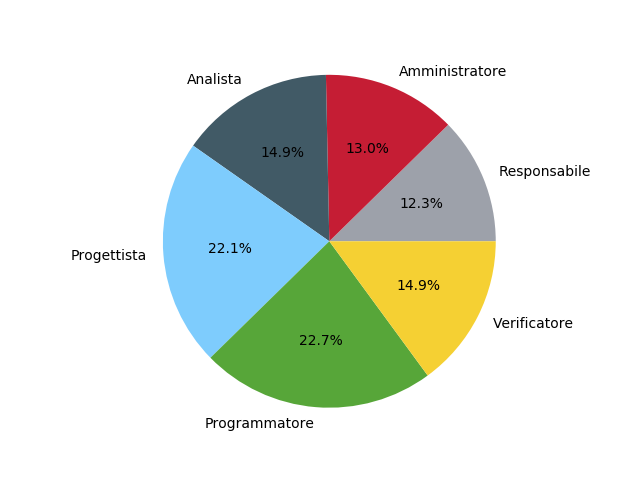 Amministratore
Analista
13.0%
14.9%
Responsabile
12.3%
22.1%
Progettista
14.9%
Verificatore
22.7%
Programmatore